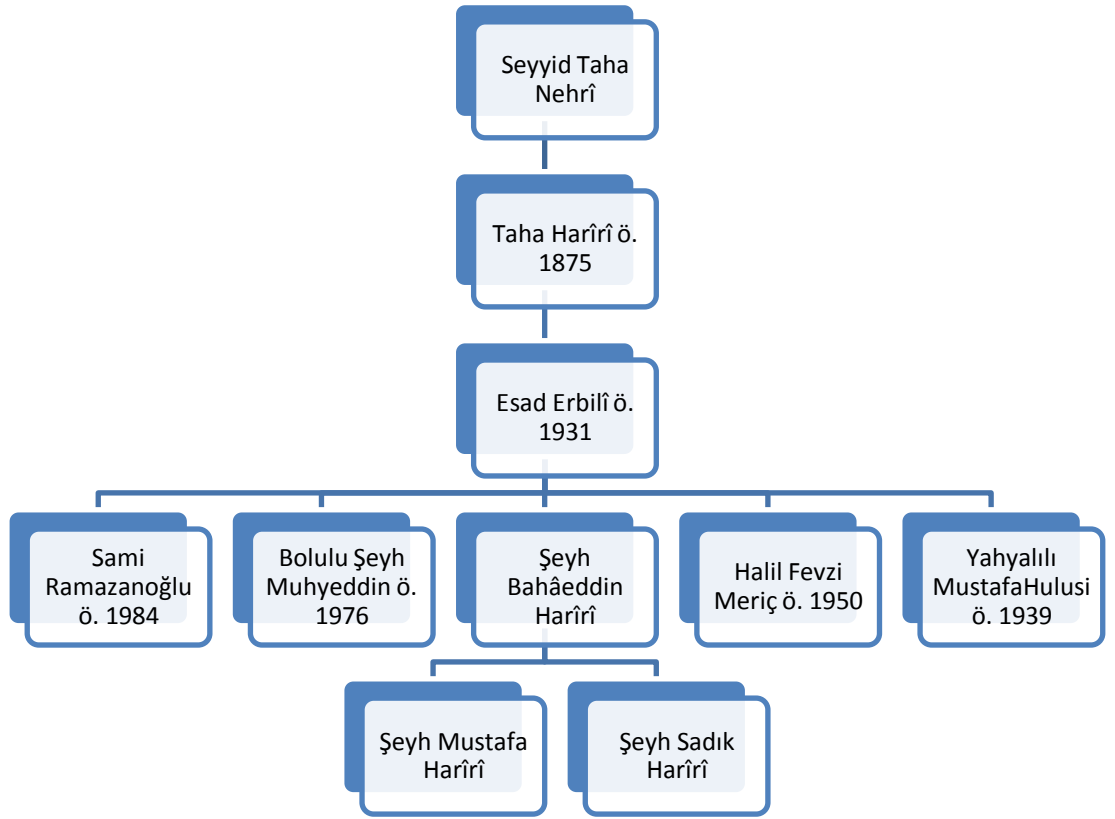 Seyyid Taha
Nehrî
Taha Harîrî ö.
1875
Esad Erbilî ö.
1931
Sami
Ramazanoğlu
ö. 1984
Bolulu Şeyh
Muhyeddin ö.
1976
Şeyh
Bahâeddin
Harîrî
Halil Fevzi
Meriç ö. 1950
Yahyalılı
MustafaHulusi
ö. 1939
Şeyh Mustafa
Harîrî
Şeyh Sadık
Harîrî